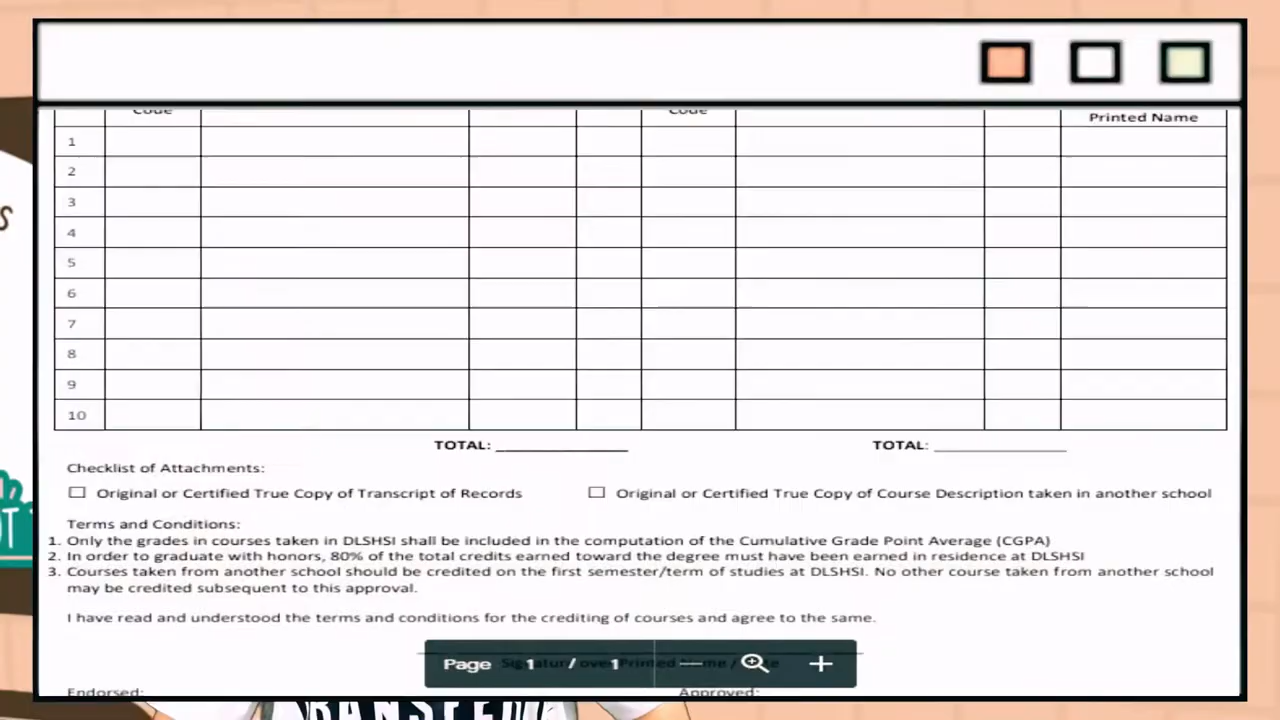 Code Code
Printed Name
1
2
3
4
5
6
7
8
9
10
TOTAL: TOTAL:
Checklist of Attachments:
☐ Original or Certified True Copy of Transcript of Records ☐ Original or Certified True Copy of Course Description taken in another school
Terms and Conditions:
1. Only the grades in courses taken in DLSHSI shall be included in the computation of the Cumulative Grade Point Average (CGPA)
2. In order to graduate with honors, 80% of the total credits earned toward the degree must have been earned in residence at DLSHSI
3. Courses taken from another school should be credited on the first semester/term of studies at DLSHSI. No other course taken from another school
may be credited subsequent to this approval.
I have read and understood the terms and conditions for the crediting of courses and agree to the same.
Signature over Printed Name / Date
Page 1 / 1
Endorsed: Approved: